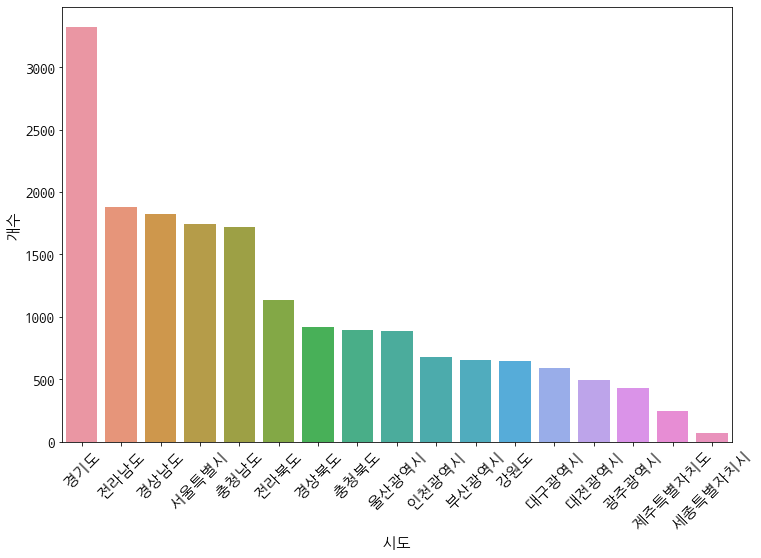 개수
3000
2500
2000
1500
1000
500
0
경기도
전라남도
경상남도
서울특별시
충청남도
전라북도
경상북도
충청북도
울산광역시
인천광역시
부산광역시
강원도
대구광역시
대전광역시
광주광역시
제주특별자치도
세종특별자치시
시도